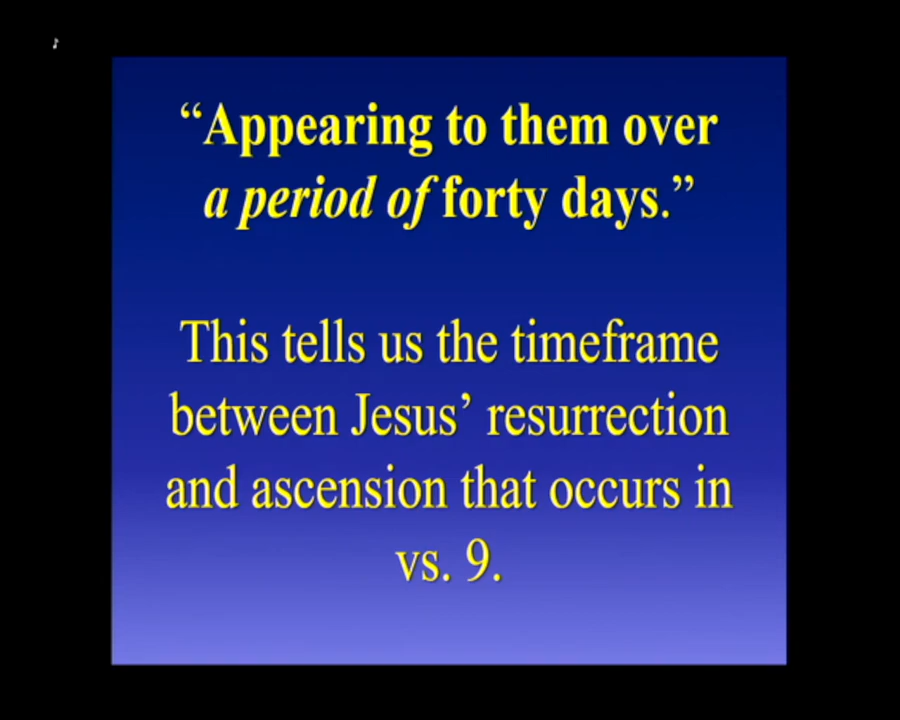 “Appearing to them over
a period of forty days.”
This tells us the timeframe
between Jesus’ resurrection
and ascension that occurs in
vs. 9.